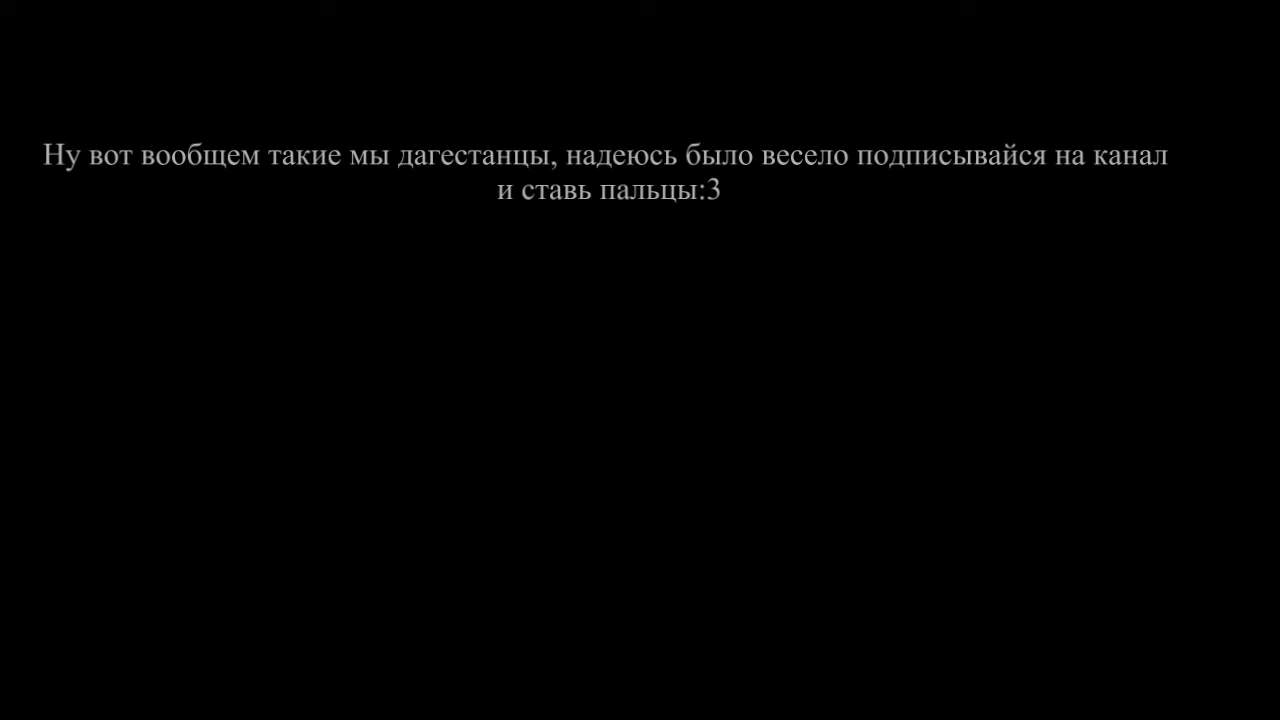 Ну вот вообщем такие мы дагестанцы, надеюсь было весело подписывайся на канал
и ставь пальцы:3